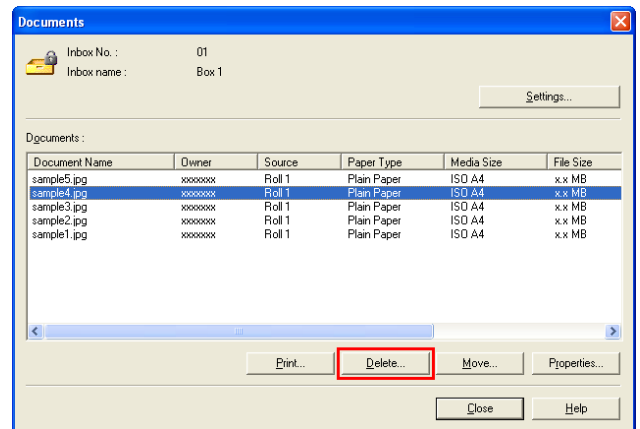 Documents
Inbox No. : 01
Inbox name : Box 1
Settings...
Documents :
Document Name Owner Source Paper Type Media Size File Size
sample5.jpg xxxxxxx Roll 1 Plain Paper ISO A4 x.x MB
sample4.jpg xxxxxxx Roll 1 Plain Paper ISO A4 x.x MB
sample3.jpg xxxxxxx Roll 1 Plain Paper ISO A4 x.x MB
sample2.jpg xxxxxxx Roll 1 Plain Paper ISO A4 x.x MB
sample1.jpg xxxxxxx Roll 1 Plain Paper ISO A4 x.x MB
Print... Delete... Move... Properties...
Close Help